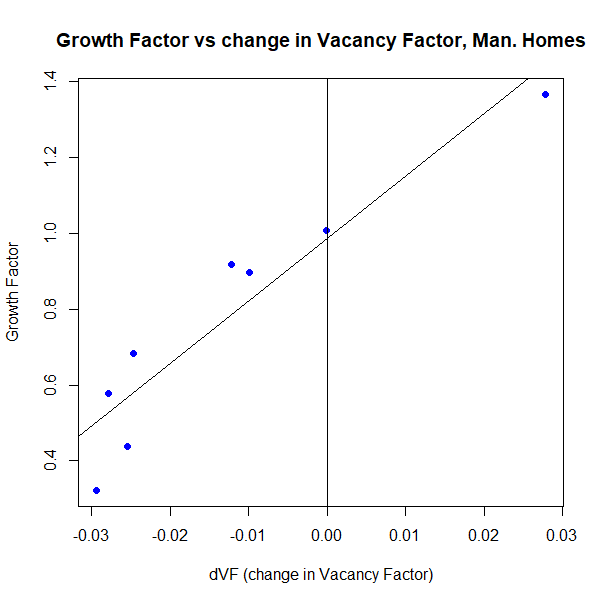 Growth Factor vs change in Vacancy Factor, Man. Homes
1.4
1.2
1.0
0.8
0.6
0.4
Growth Factor
-0.03 -0.02 -0.01 0.00 0.01 0.02 0.03
dVF (change in Vacancy Factor)